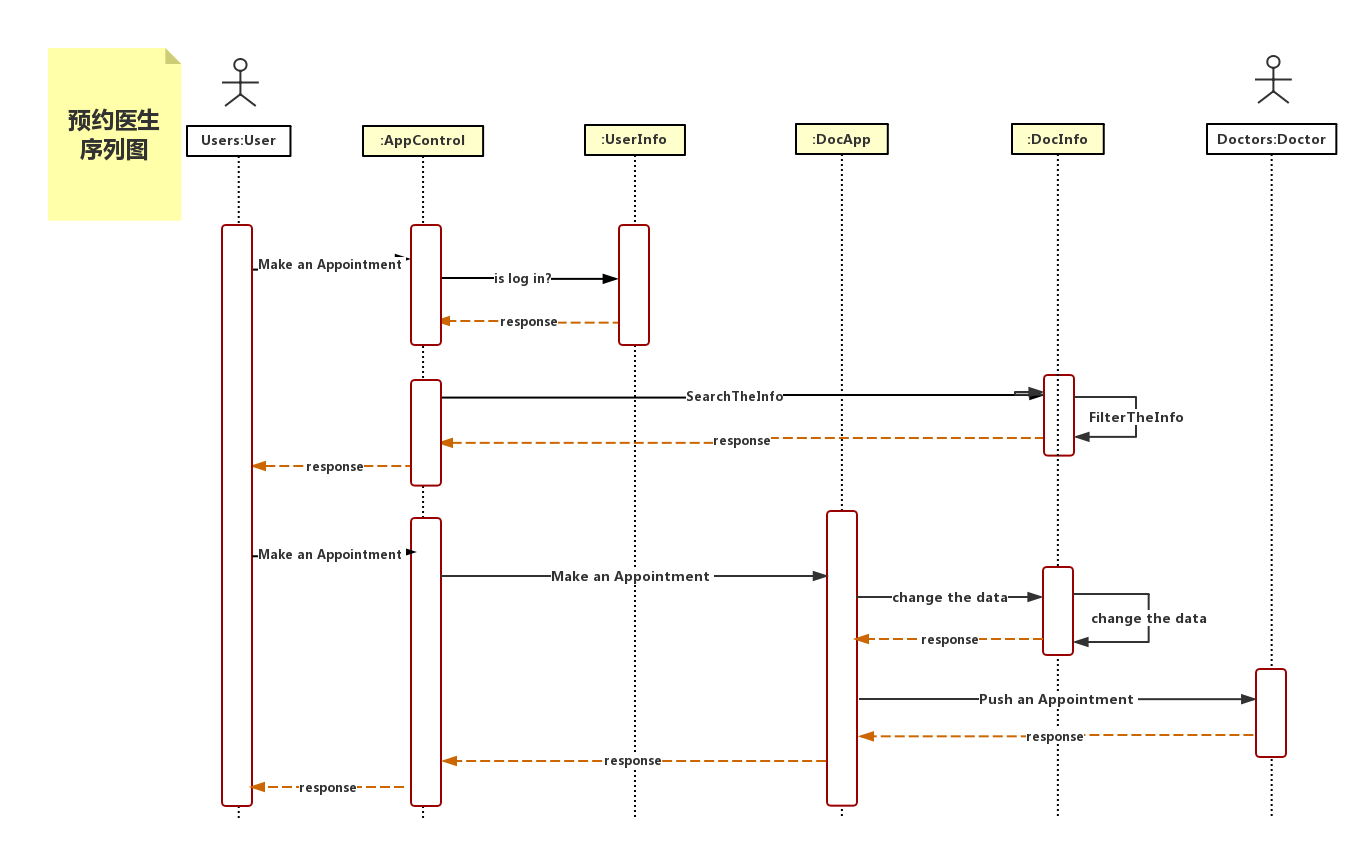 预约医生
序列图
Users:User
:AppControl
:UserInfo
:DocApp
:DocInfo
Doctors:Doctor
Make an Appointment
is log in?
response
SearchTheInfo
FilterTheInfo
response
response
Make an Appointment
Make an Appointment
change the data
change the data
response
Push an Appointment
response
response
response